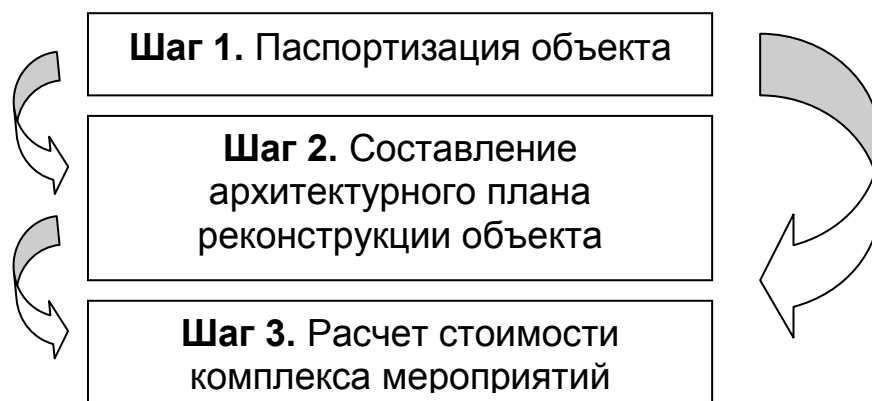 Шаг 1. Паспортизация объекта
Шаг 2. Составление
архитектурного плана
реконструкции объекта
Шаг 3. Расчет стоимости
комплекса мероприятий